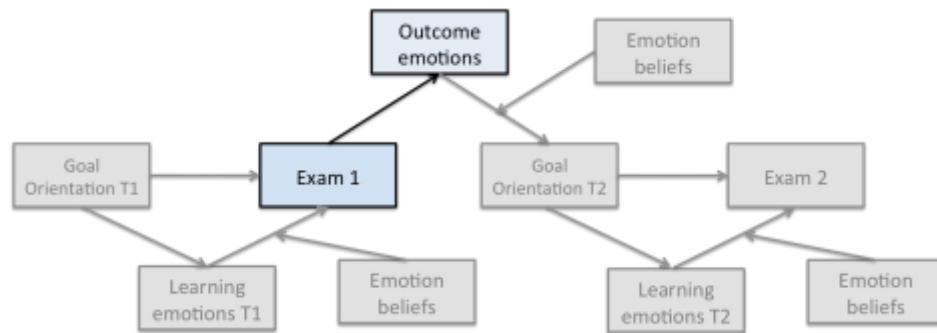 Outcome
emotions
Emotion
beliefs
Goal
Orientation T1
Exam 1
Goal
Orientation T2
Exam 2
Learning
emotions T1
Emotion
beliefs
Learning
emotions T2
Emotion
beliefs